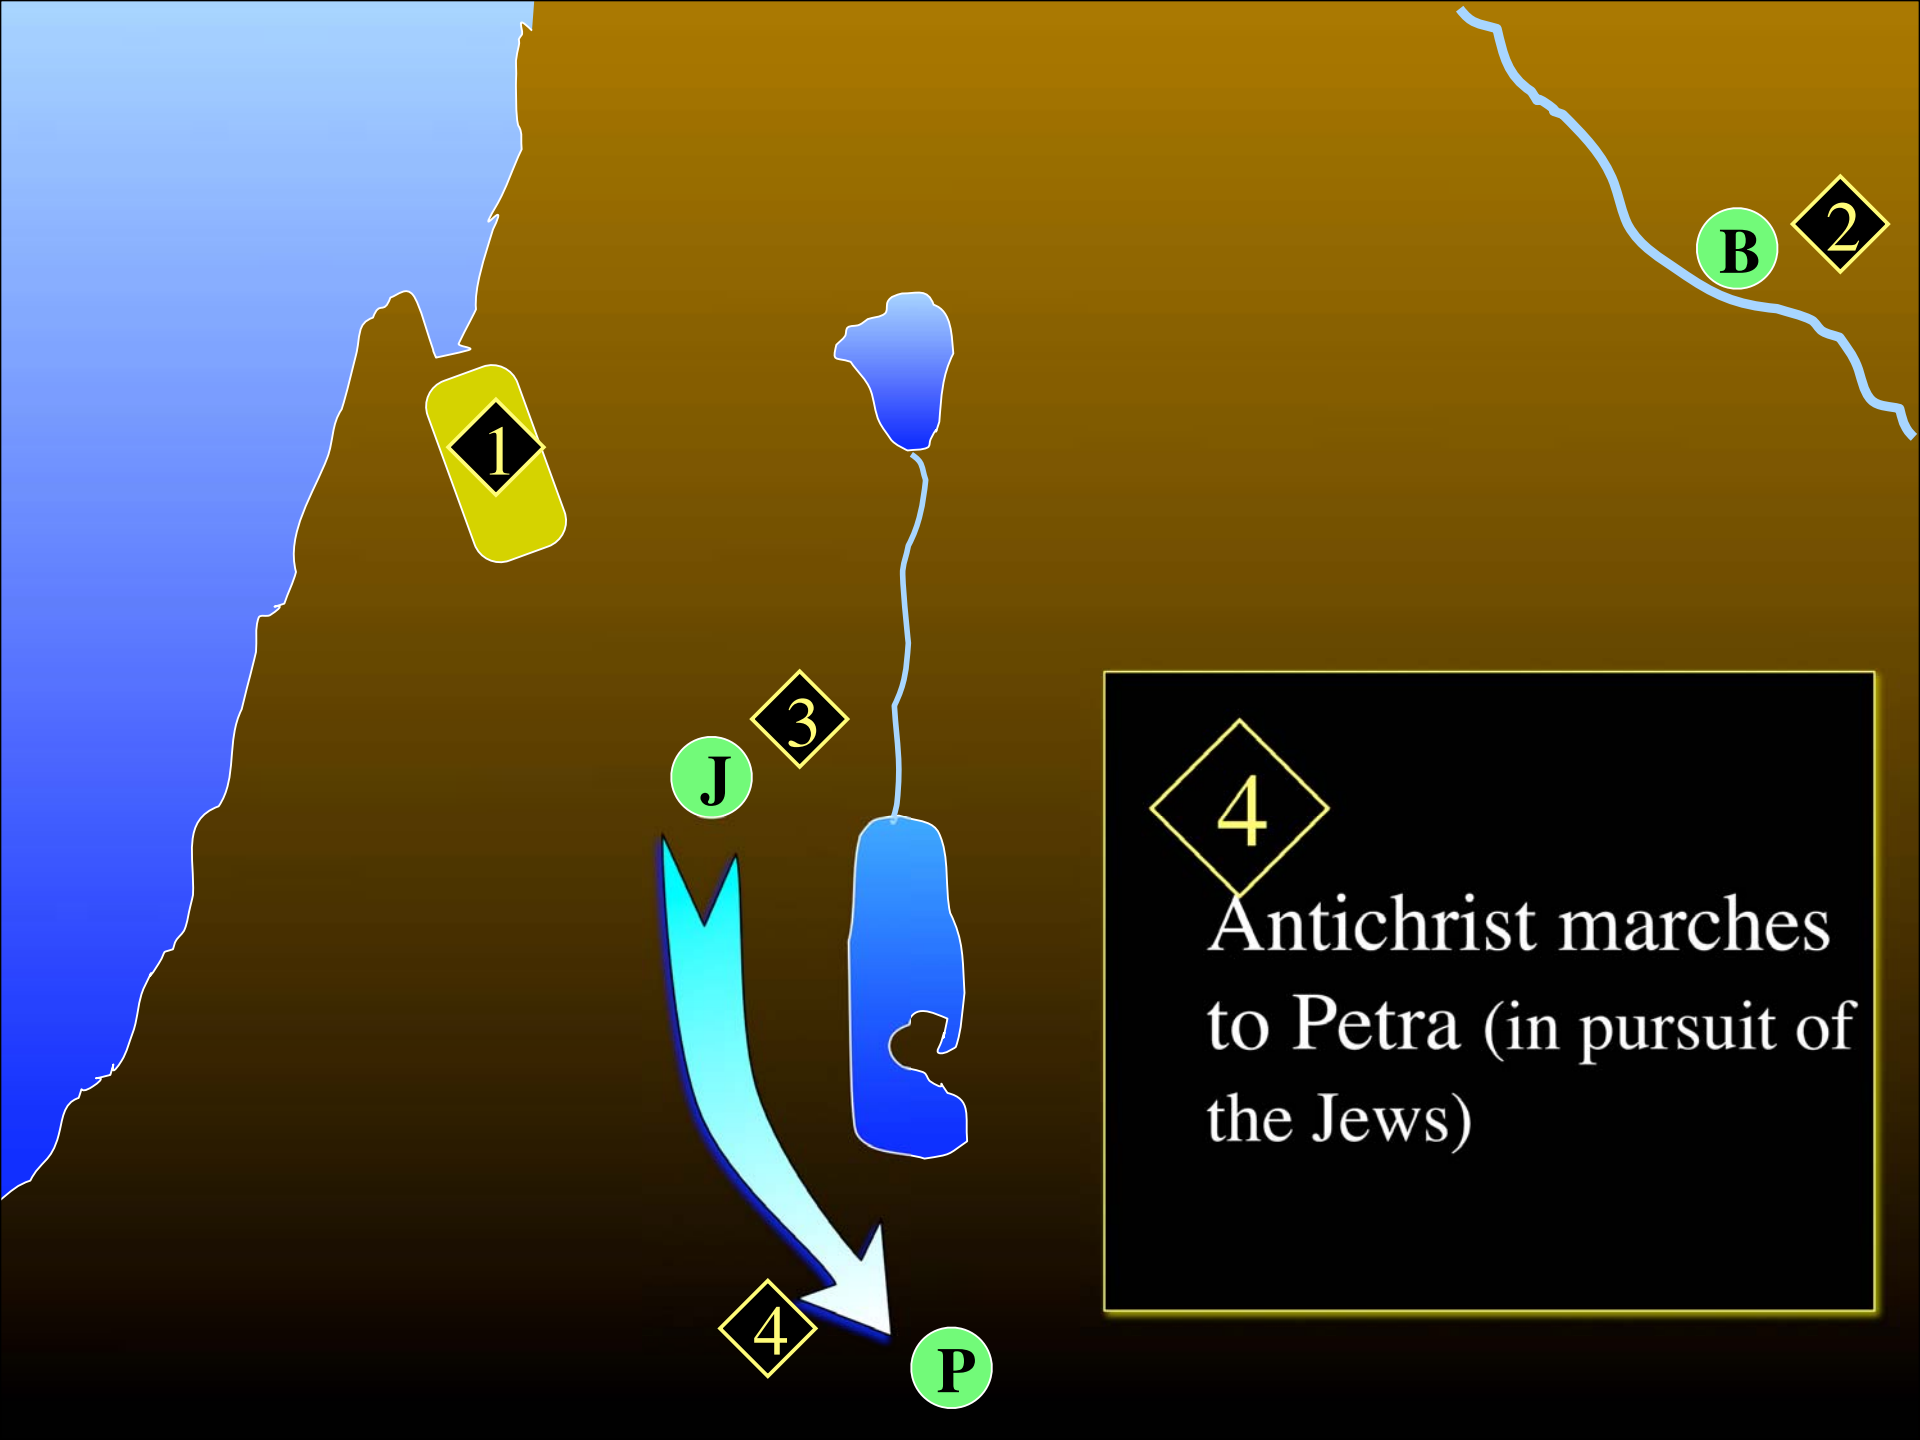 B
2
1
3
J
4
Antichrist marches
to Petra (in pursuit of
the Jews)
4
P